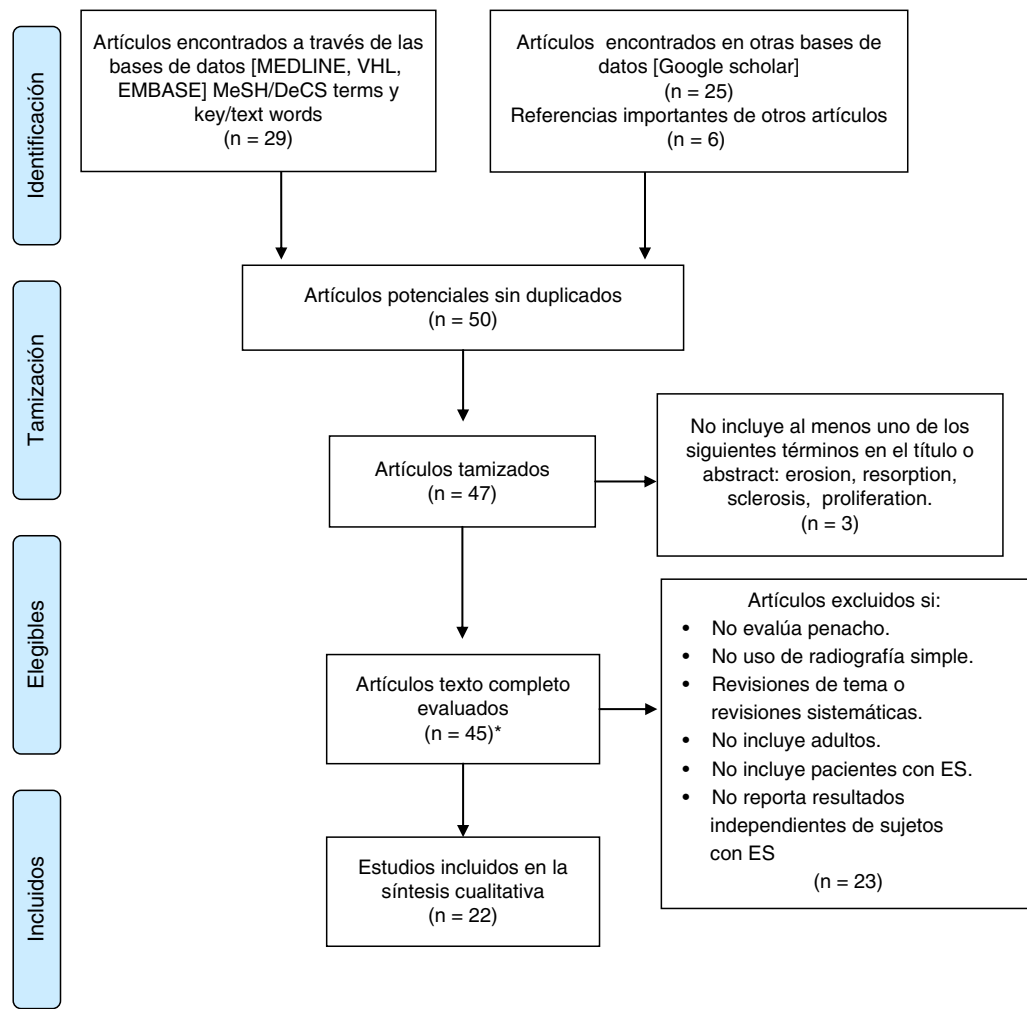 Identificación
Artículos encontrados a través de las
bases de datos [MEDLINE, VHL,
EMBASE] MeSH/DeCS terms y
key/text words
(n = 29)
Artículos encontrados en otras bases de
datos [Google scholar]
(n = 25)
Referencias importantes de otros artículos
(n = 6)
Tamización
Artículos potenciales sin duplicados
(n = 50)
Artículos tamizados
(n = 47)
No incluye al menos uno de los
siguientes términos en el título o
abstract: erosion, resorption,
sclerosis, proliferation.
(n = 3)
Elegibles
Artículos texto completo
evaluados
(n = 45)*
Artículos excluidos si:
• No evalúa penacho.
• No uso de radiografía simple.
• Revisiones de tema o
revisiones sistemáticas.
• No incluye adultos.
• No incluye pacientes con ES.
• No reporta resultados
independientes de sujetos
con ES
(n = 23)
Incluidos
Estudios incluidos en la
síntesis cualitativa
(n = 22)